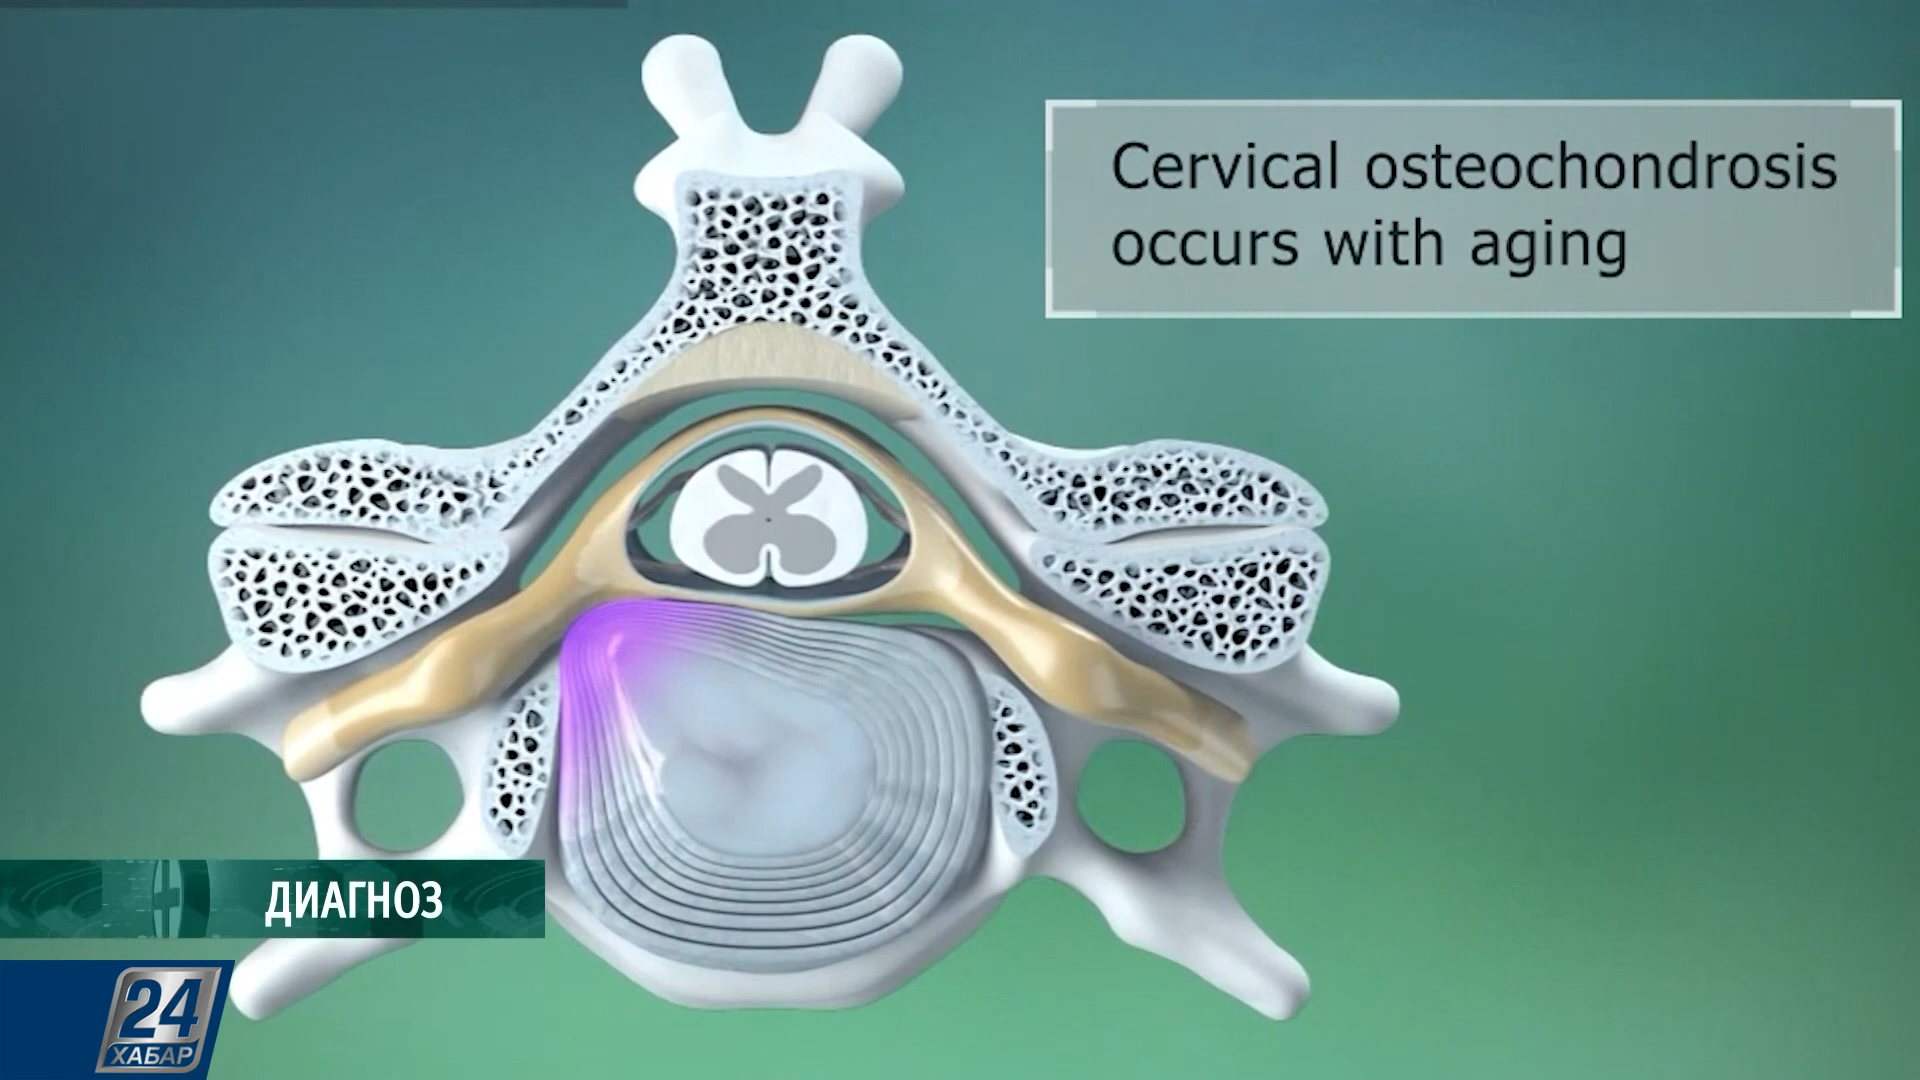 Cervical osteochondrosis
occurs with aging
ДИАГНОЗ
24
ХАБАР